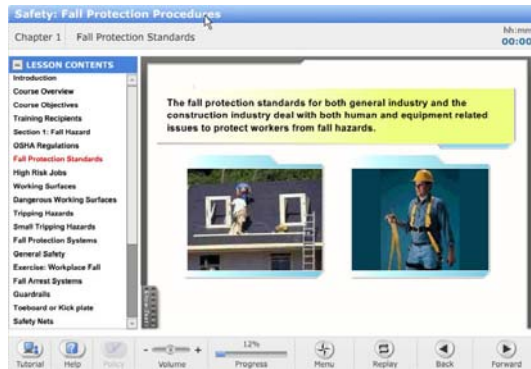 Safety: Fall Protection Procedures
Chapter 1 Fall Protection Standards
hh:mm
00:00
LESSON CONTENTS
Introduction
Course Overview
Course Objectives
Training Recipients
Section 1: Fall Hazard
OSHA Regulations
Fall Protection Standards
High Risk Jobs
Working Surfaces
Dangerous Working Surfaces
Tripping Hazards
Small Tripping Hazards
Fall Protection Systems
General Safety
Exercise: Workplace Fall
Fall Arrest Systems
Guardrails
Toeboard or Kick plate
Safety Nets
The fall protection standards for both general industry and the
construction industry deal with both human and equipment related
issues to protect workers from fall hazards.
Tutorial
Help
Policy
- +
Volume
12%
Progress
Menu
Replay
Back
Forward